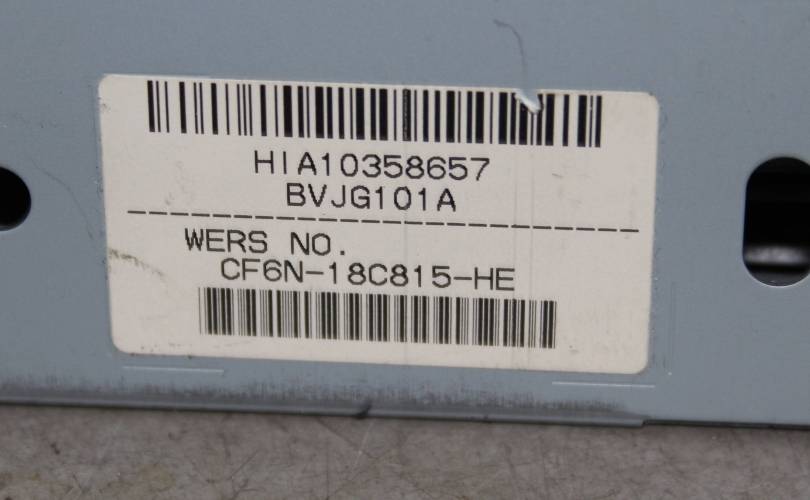 HIA10358657
BVJG101A
WERS NO.
CF6N-18C815-HE